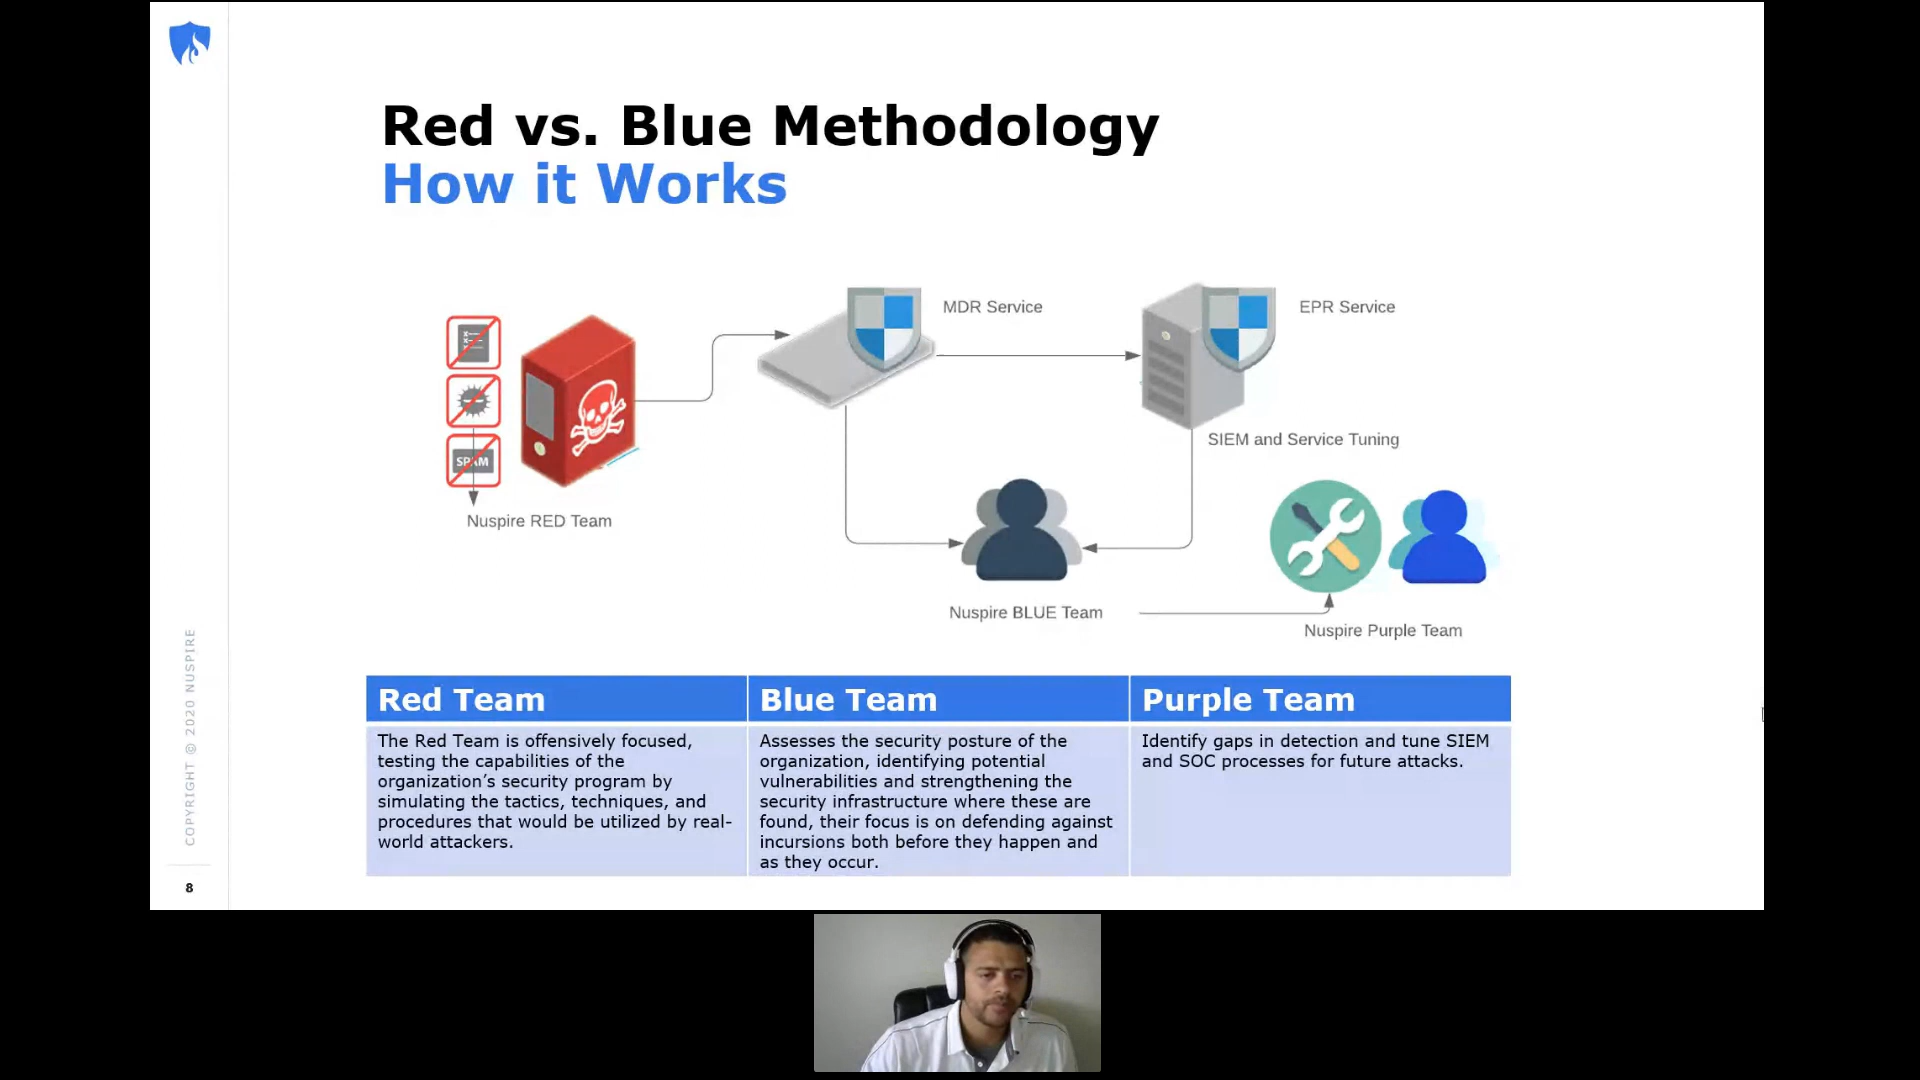 Red vs. Blue Methodology
How it Works
MDR Service
EPR Service
SPAM
Nuspire RED Team
SIEM and Service Tuning
Nuspire BLUE Team
Nuspire Purple Team
Red Team
The Red Team is offensively focused,
testing the capabilities of the
organization’s security program by
simulating the tactics, techniques, and
procedures that would be utilized by real-
world attackers.
Blue Team
Assesses the security posture of the
organization, identifying potential
vulnerabilities and strengthening the
security infrastructure where these are
found, their focus is on defending against
incursions both before they happen and
as they occur.
Purple Team
Identify gaps in detection and tune SIEM
and SOC processes for future attacks.
COPYRIGHT © 2020 NUSPIRE
8